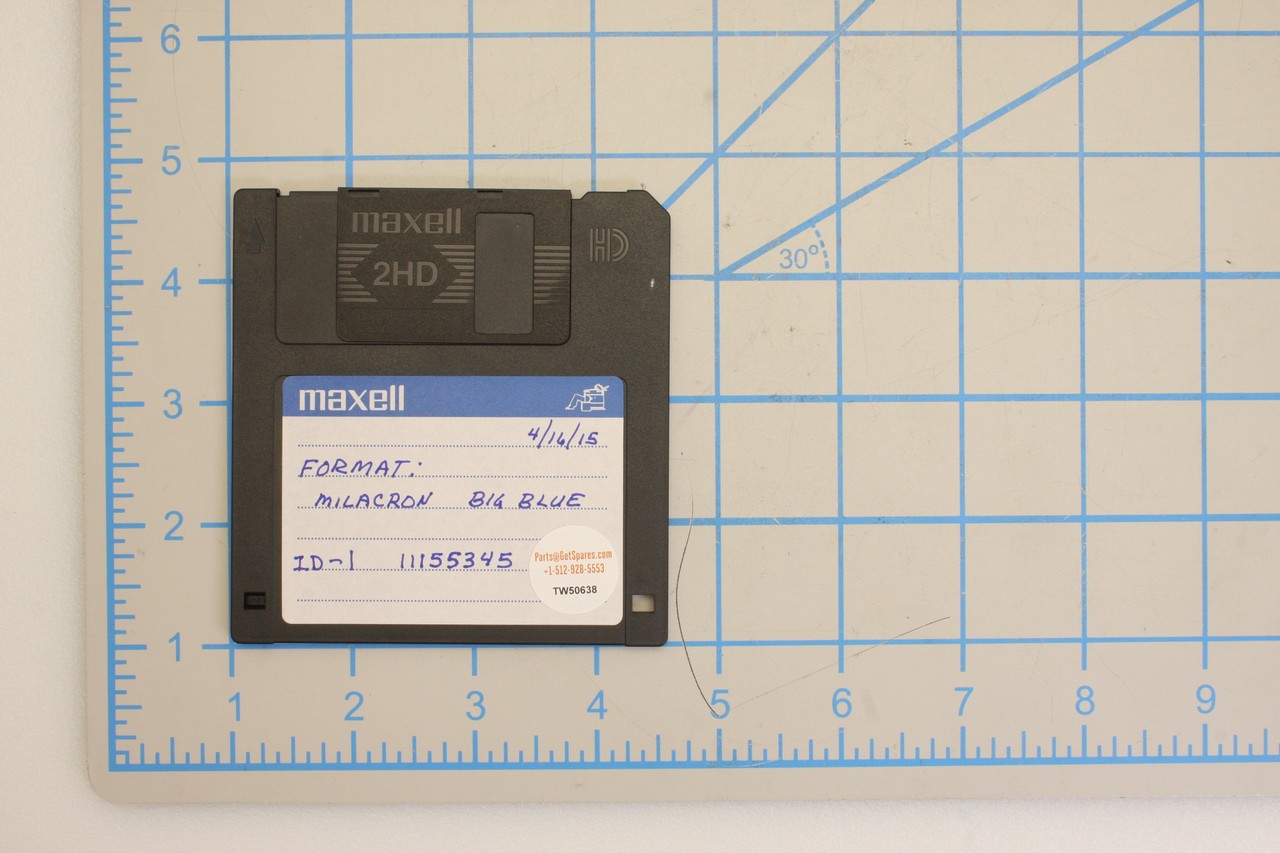 6
5
4
3
2
1
30°
maxell
2HD
HD
maxell
4/16/15
FORMAT:
MILACRON BIG BLUE
ID-1 11155345
Parts@GetSpares.com
+1-512-928-5553
TW50638
1 2 3 4 5 6 7 8 9